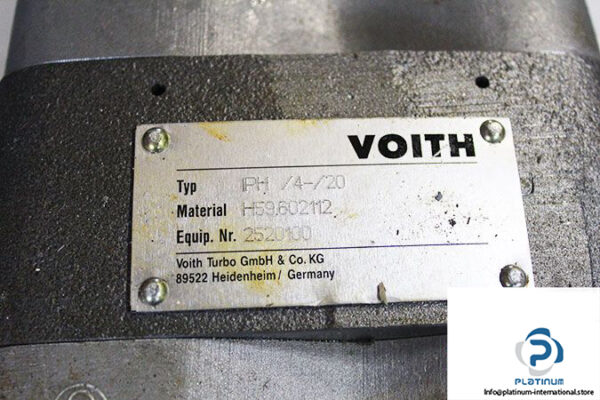 VOITH
Typ IPH /4-/20
Material H59.602112
Equip. Nr. 2520100
Voith Turbo GmbH & Co. KG
89522 Heidenheim/ Germany
PLATINUM
Info@platinum-international.store